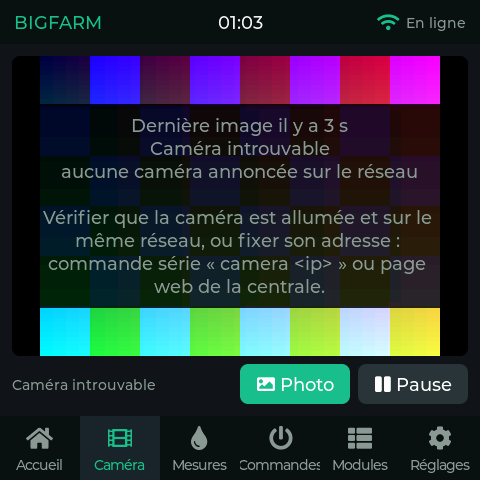 BIGFARM
01:03
En ligne
Dernière image il y a 3 s
Caméra introuvable
aucune caméra annoncée sur le réseau
Vérifier que la caméra est allumée et sur le
même réseau, ou fixer son adresse :
commande série « camera <ip> » ou page
web de la centrale.
Caméra introuvable
Photo
Pause
Accueil
Caméra
Mesures
Commandes
Modules
Réglages